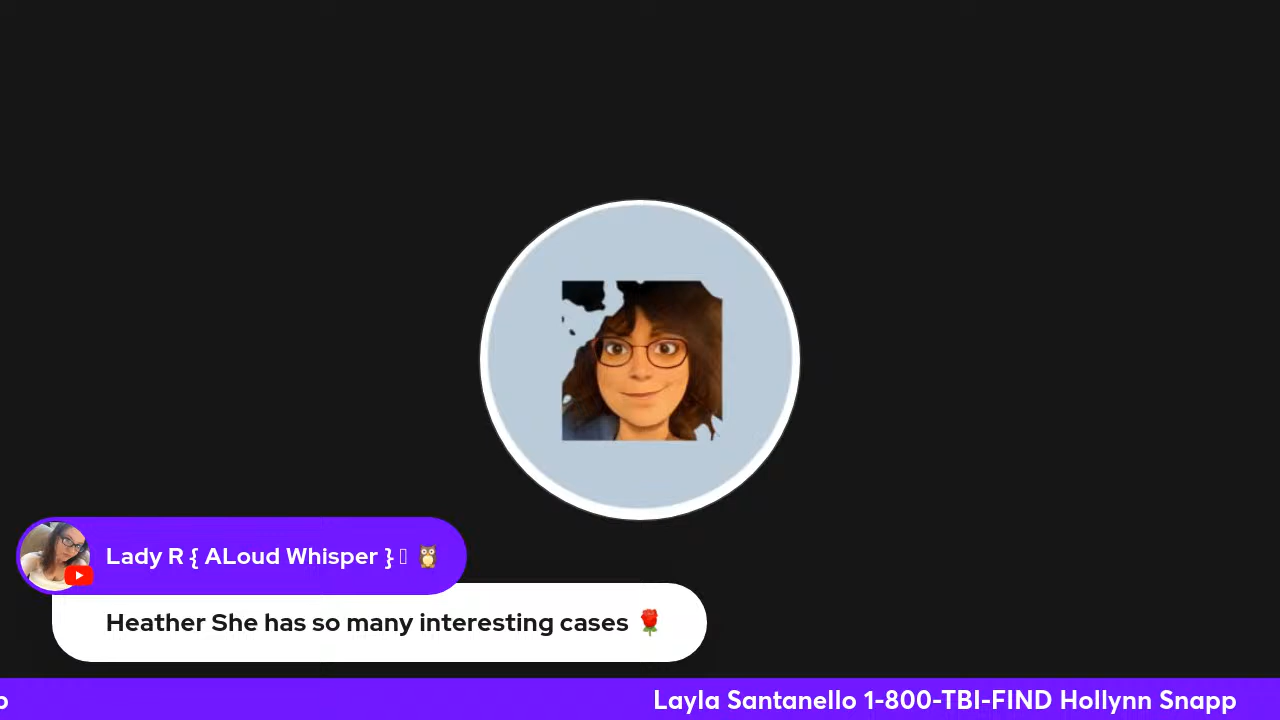 Lady R { ALoud Whisper } 🦉
Heather She has so many interesting cases 🌹
Layla Santanello 1-800-TBI-FIND Hollynn Snapp